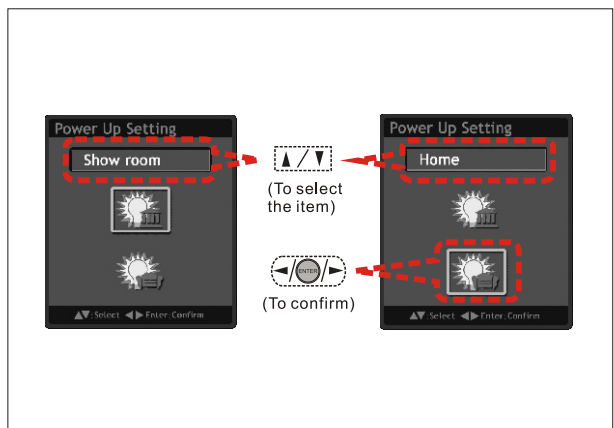 Power Up Setting
Show room
▲▼:Select ◀▶Enter:Confirm
▲/▼
(To select
the item)
◄/ENTER/►
(To confirm)
Power Up Setting
Home
▲▼:Select ◀▶Enter:Confirm